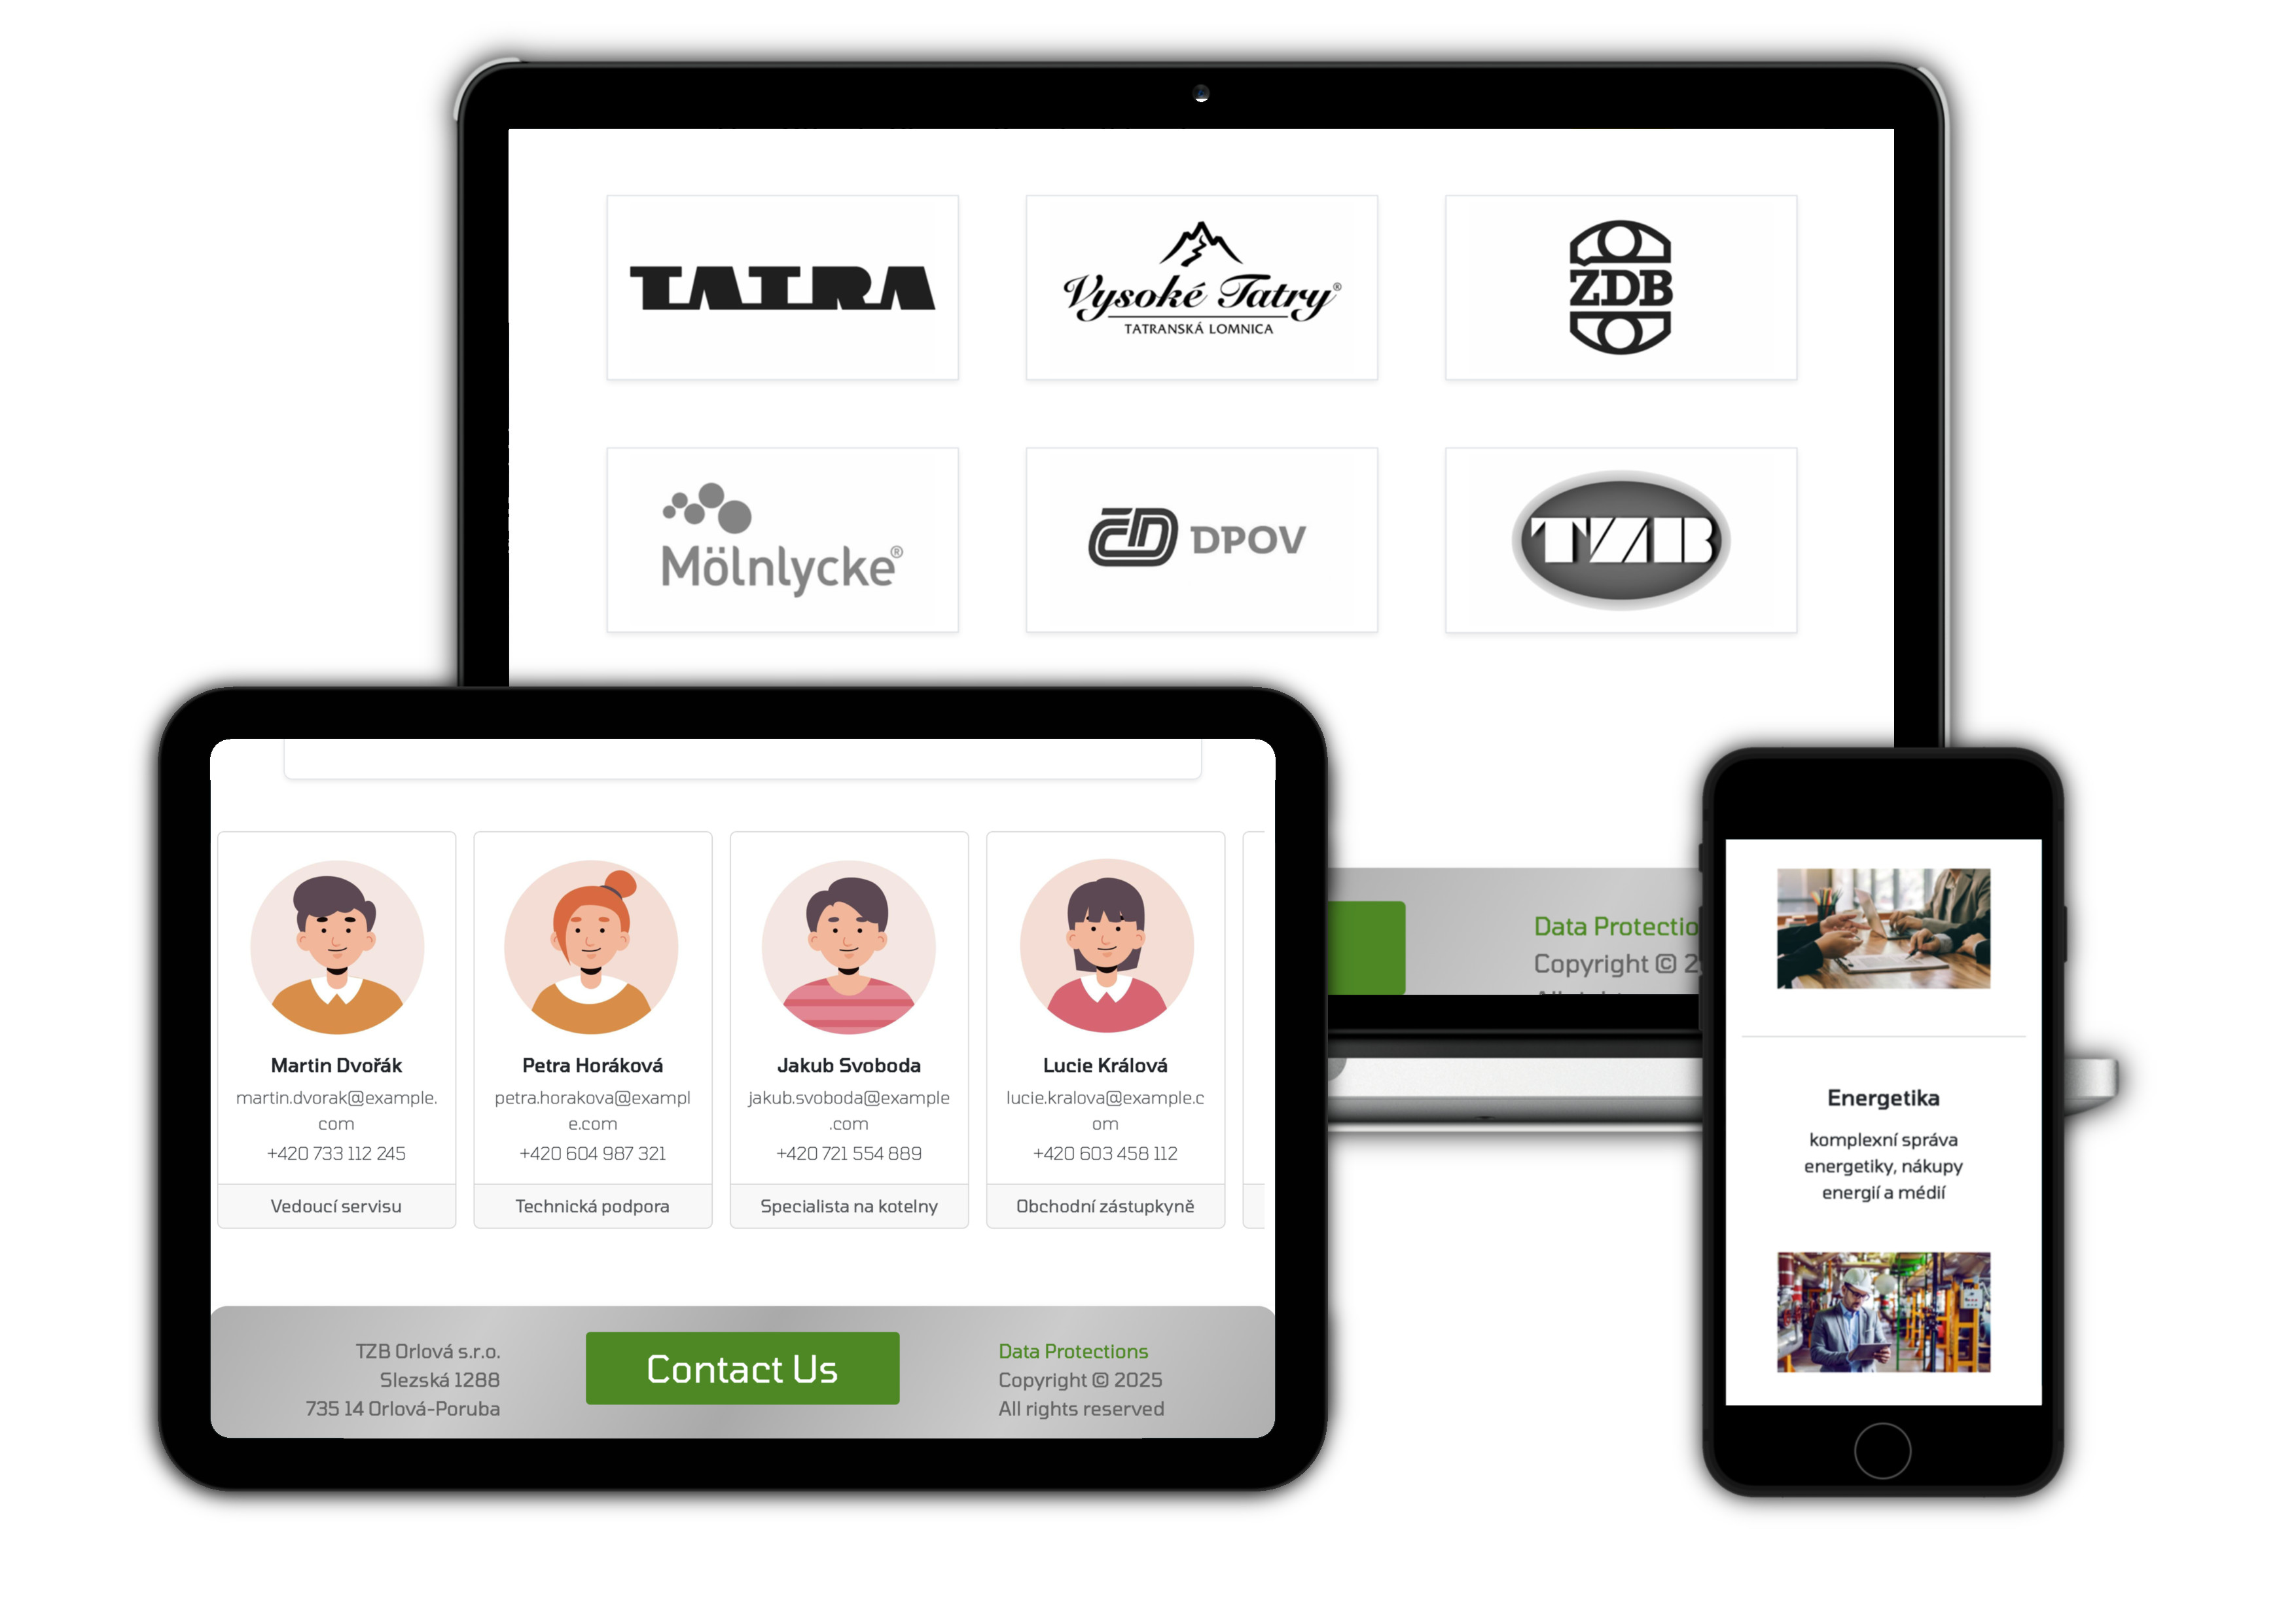 TATRA
Vysoké Tatry®
TATRANSKÁ LOMNICA
ZDB
Mölnlycke®
ČD DPOV
TZB
Data Protectio
Copyright © 2
Martin Dvořák
martin.dvorak@example.
com
+420 733 112 245
Vedoucí servisu
Petra Horáková
petra.horakova@exampl
e.com
+420 604 987 321
Technická podpora
Jakub Svoboda
jakub.svoboda@example
.com
+420 721 554 889
Specialista na kotelny
Lucie Králová
lucie.kralova@example.c
om
+420 603 458 112
Obchodní zástupkyně
TZB Orlová s.r.o.
Slezská 1288
735 14 Orlová-Poruba
Contact Us
Data Protections
Copyright © 2025
All rights reserved
Energetika
komplexní správa
energetiky, nákupy
energií a médií